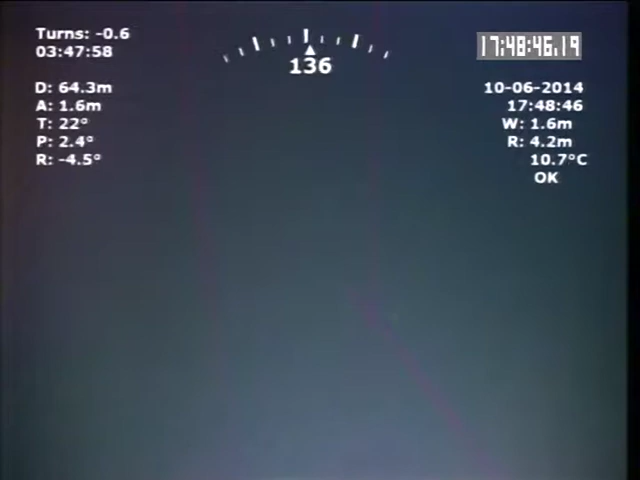 Turns: -0.6
03:47:58
D: 64.3m
A: 1.6m
T: 22°
P: 2.4°
R: -4.5°
136
17:48:46.19
10-06-2014
17:48:46
W: 1.6m
R: 4.2m
10.7°C
OK